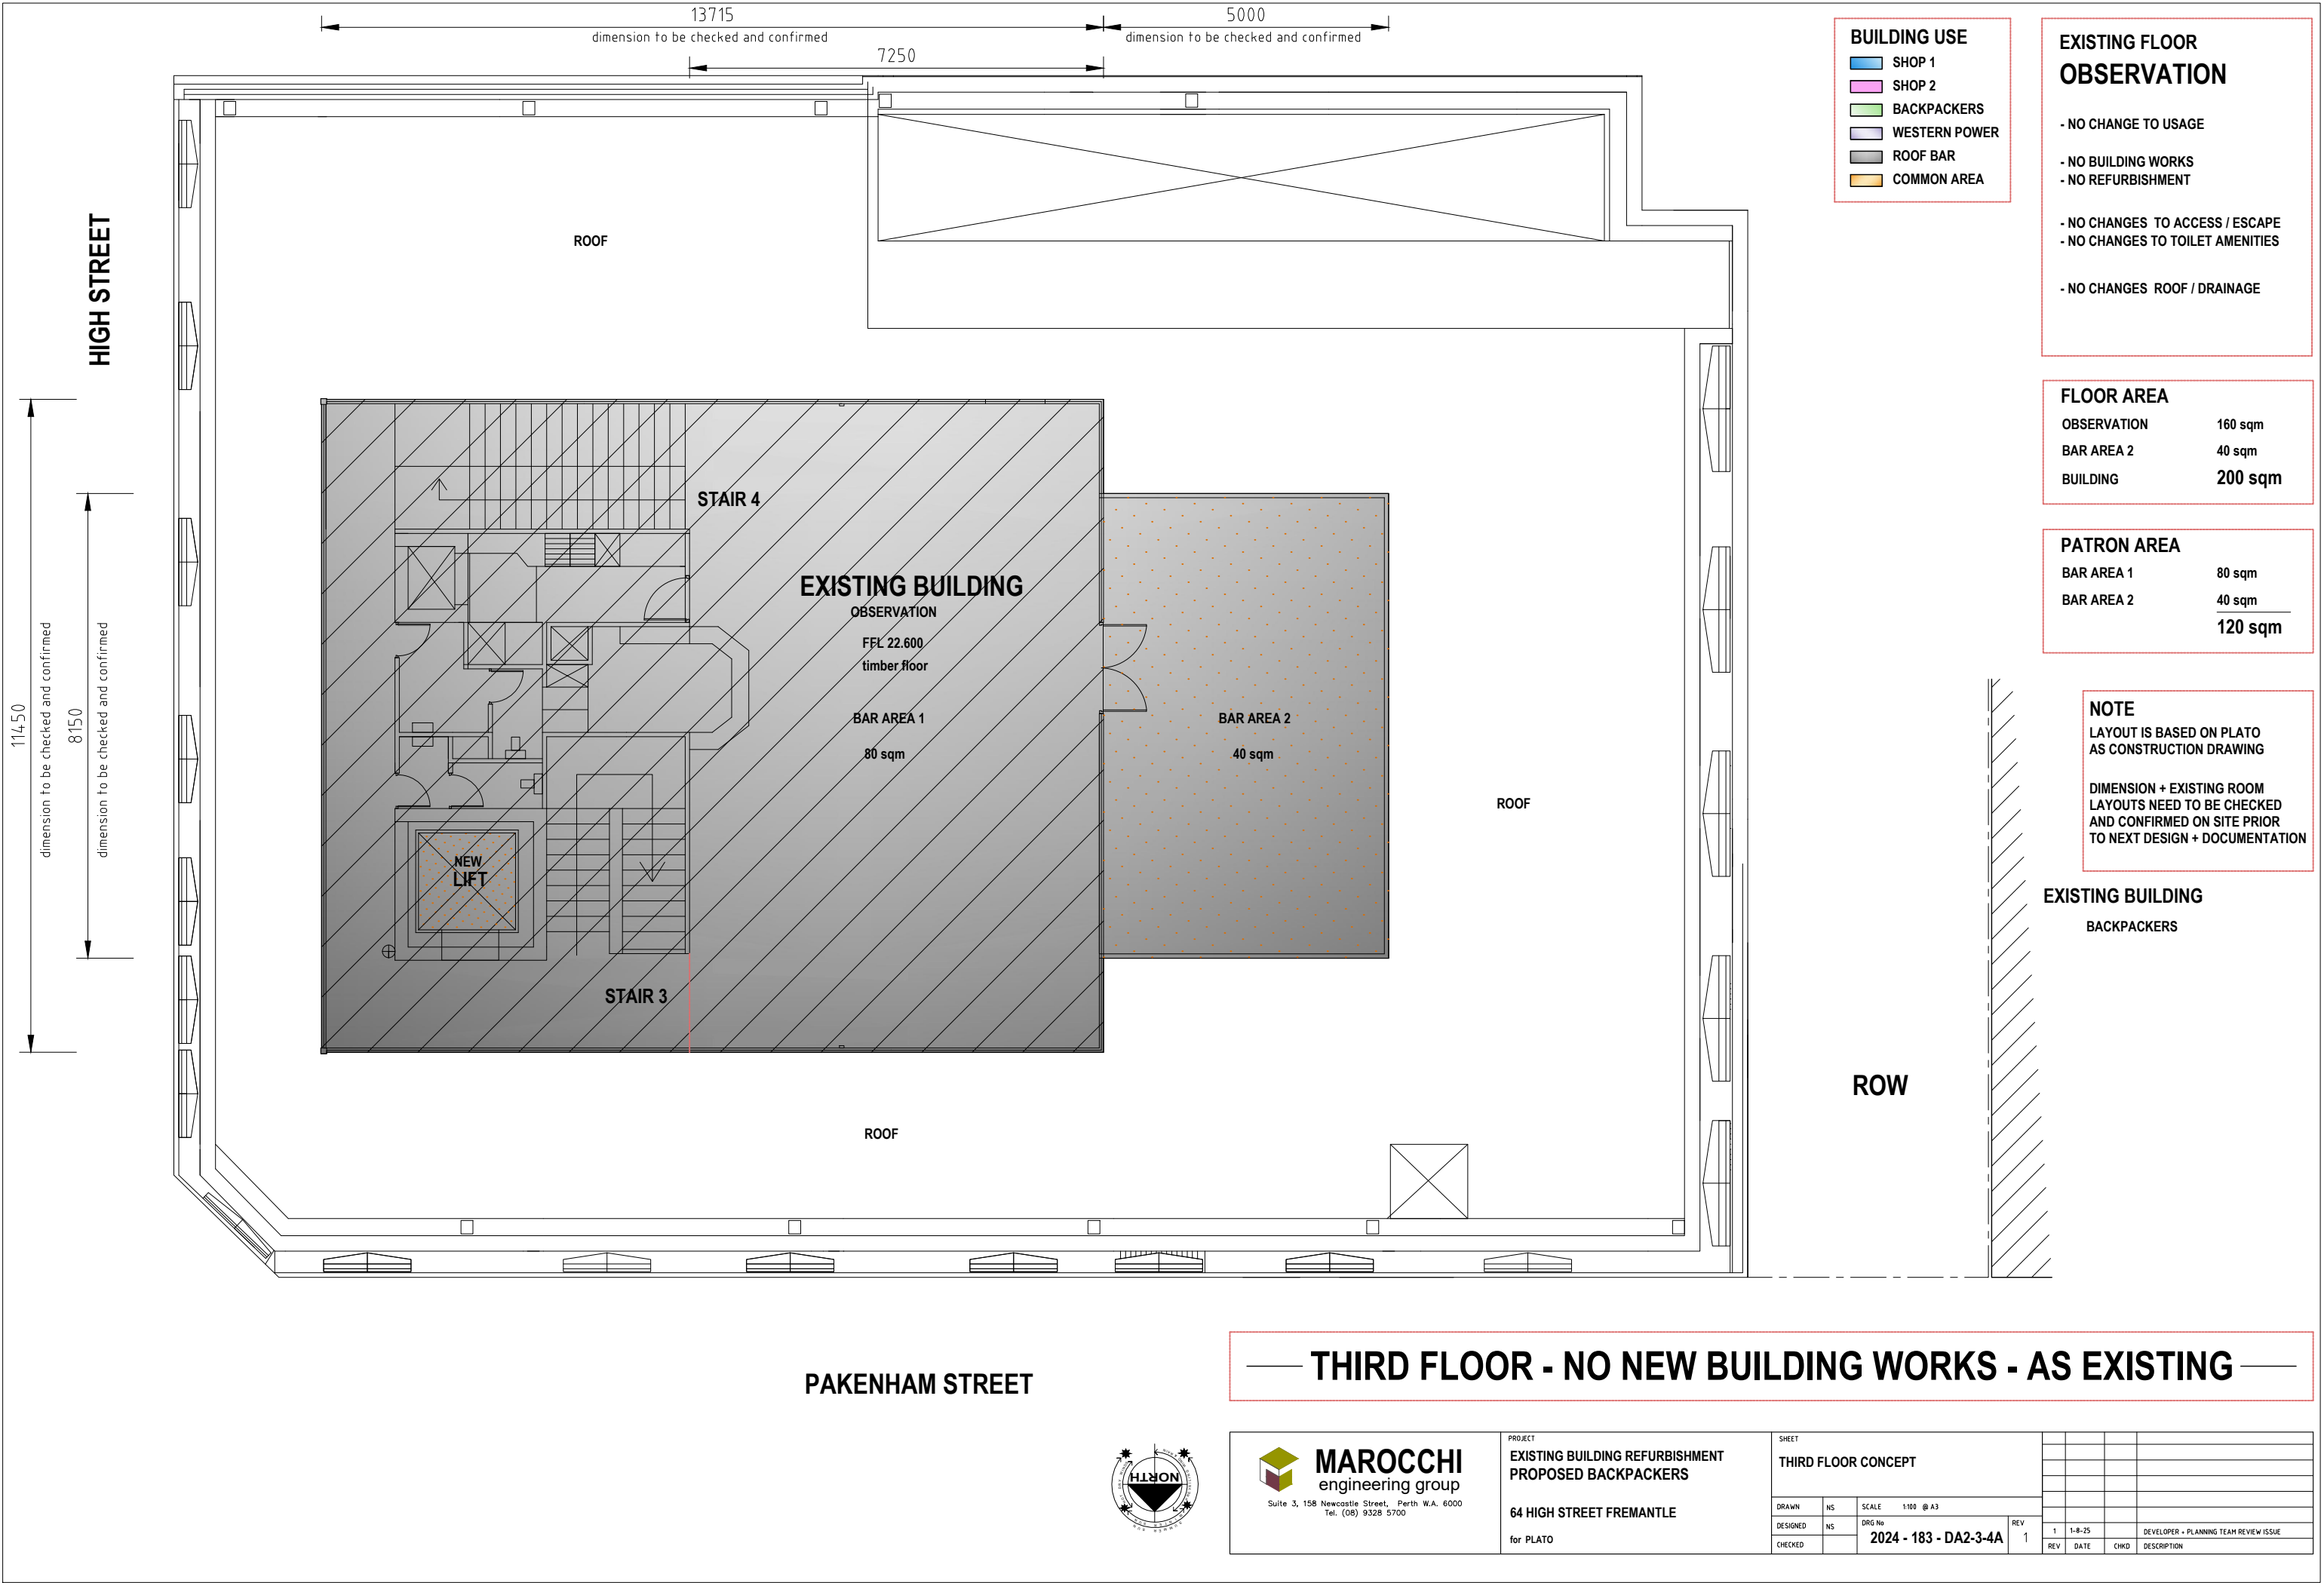 13715
dimension to be checked and confirmed
5000
dimension to be checked and confirmed
7250
HIGH STREET
11450
dimension to be checked and confirmed
8150
dimension to be checked and confirmed
ROOF
STAIR 4
EXISTING BUILDING
OBSERVATION
FFL 22.600
timber floor
BAR AREA 1
80 sqm
BAR AREA 2
40 sqm
NEW
LIFT
STAIR 3
ROOF
ROOF
ROW
PAKENHAM STREET
BUILDING USE
SHOP 1
SHOP 2
BACKPACKERS
WESTERN POWER
ROOF BAR
COMMON AREA
EXISTING FLOOR
OBSERVATION
- NO CHANGE TO USAGE
- NO BUILDING WORKS
- NO REFURBISHMENT
- NO CHANGES TO ACCESS / ESCAPE
- NO CHANGES TO TOILET AMENITIES
- NO CHANGES ROOF / DRAINAGE
FLOOR AREA
OBSERVATION 160 sqm
BAR AREA 2 40 sqm
BUILDING 200 sqm
PATRON AREA
BAR AREA 1 80 sqm
BAR AREA 2 40 sqm
120 sqm
NOTE
LAYOUT IS BASED ON PLATO
AS CONSTRUCTION DRAWING
DIMENSION + EXISTING ROOM
LAYOUTS NEED TO BE CHECKED
AND CONFIRMED ON SITE PRIOR
TO NEXT DESIGN + DOCUMENTATION
EXISTING BUILDING
BACKPACKERS
THIRD FLOOR - NO NEW BUILDING WORKS - AS EXISTING
NORTH
MAROCCHI
engineering group
Suite 3, 158 Newcastle Street, Perth W.A. 6000
Tel. (08) 9328 5700
PROJECT
EXISTING BUILDING REFURBISHMENT
PROPOSED BACKPACKERS
64 HIGH STREET FREMANTLE
for PLATO
SHEET
THIRD FLOOR CONCEPT
DRAWN NS
SCALE 1:100 @ A3
DESIGNED NS
DRG No
2024 - 183 - DA2-3-4A
REV
1
CHECKED
1 1-8-25 DEVELOPER + PLANNING TEAM REVIEW ISSUE
REV DATE CHKD DESCRIPTION